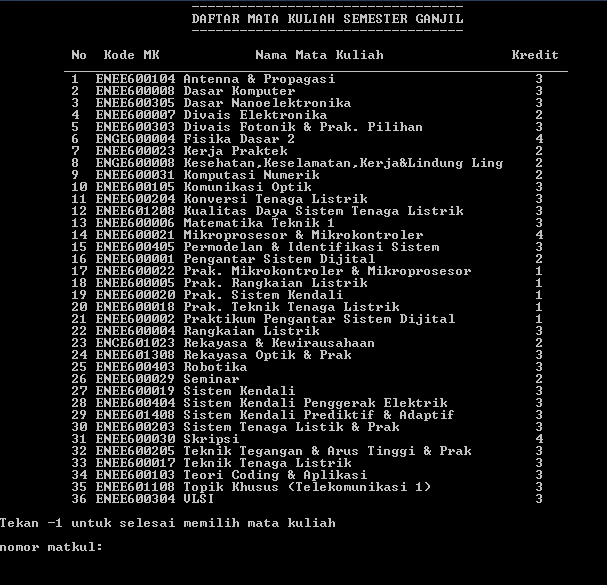 DAFTAR MATA KULIAH SEMESTER GANJIL
No Kode MK Nama Mata Kuliah Kredit
1 ENEE600104 Antenna & Propagasi 3
2 ENEE600008 Dasar Komputer 3
3 ENEE600305 Dasar Nanoelektronika 3
4 ENEE600007 Divais Elektronika 2
5 ENEE600303 Divais Fotonik & Prak. Pilihan 3
6 ENGE600004 Fisika Dasar 2 4
7 ENEE600023 Kerja Praktek 2
8 ENGE600008 Kesehatan,Keselamatan,Kerja&Lindung Ling 2
9 ENEE600031 Komputasi Numerik 2
10 ENEE600105 Komunikasi Optik 3
11 ENEE600204 Konversi Tenaga Listrik 3
12 ENEE601208 Kualitas Daya Sistem Tenaga Listrik 3
13 ENEE600006 Matematika Teknik 1 3
14 ENEE600021 Mikroprosesor & Mikrokontroler 4
15 ENEE600405 Permodelan & Identifikasi Sistem 3
16 ENEE600001 Pengantar Sistem Dijital 2
17 ENEE600022 Prak. Mikrokontroler & Mikroprosesor 1
18 ENEE600005 Prak. Rangkaian Listrik 1
19 ENEE600020 Prak. Sistem Kendali 1
20 ENEE600018 Prak. Teknik Tenaga Listrik 1
21 ENEE600002 Praktikum Pengantar Sistem Dijital 1
22 ENEE600004 Rangkaian Listrik 3
23 ENCE601023 Rekayasa & Kewirausahaan 2
24 ENEE601308 Rekayasa Optik & Prak 3
25 ENEE600403 Robotika 3
26 ENEE600029 Seminar 2
27 ENEE600019 Sistem Kendali 3
28 ENEE600404 Sistem Kendali Penggerak Elektrik 3
29 ENEE601408 Sistem Kendali Prediktif & Adaptif 3
30 ENEE600203 Sistem Tenaga Listik & Prak 3
31 ENEE600030 Skripsi 4
32 ENEE600205 Teknik Tegangan & Arus Tinggi & Prak 3
33 ENEE600017 Teknik Tenaga Listrik 3
34 ENEE600103 Teori Coding & Aplikasi 3
35 ENEE601108 Topik Khusus (Telekomunikasi 1) 3
36 ENEE600304 VLSI 3
Tekan -1 untuk selesai memilih mata kuliah
nomor matkul: